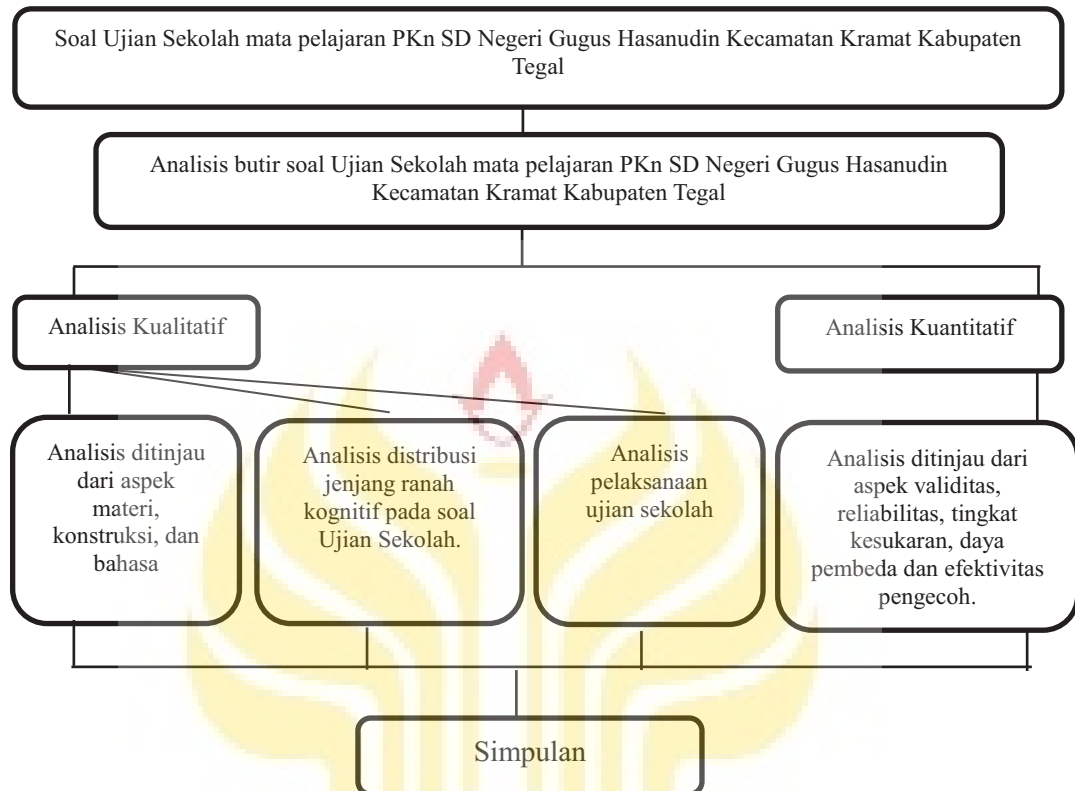 Soal Ujian Sekolah mata pelajaran PKn SD Negeri Gugus Hasanudin Kecamatan Kramat Kabupaten
Tegal
Analisis butir soal Ujian Sekolah mata pelajaran PKn SD Negeri Gugus Hasanudin
Kecamatan Kramat Kabupaten Tegal
Analisis Kualitatif
Analisis Kuantitatif
Analisis ditinjau
dari aspek
materi,
konstruksi, dan
bahasa
Analisis distribusi
jenjang ranah
kognitif pada soal
Ujian Sekolah.
Analisis
pelaksanaan
ujian sekolah
Analisis ditinjau dari
aspek validitas,
reliabilitas, tingkat
kesukaran, daya
pembeda dan efektivitas
pengecoh.
Simpulan